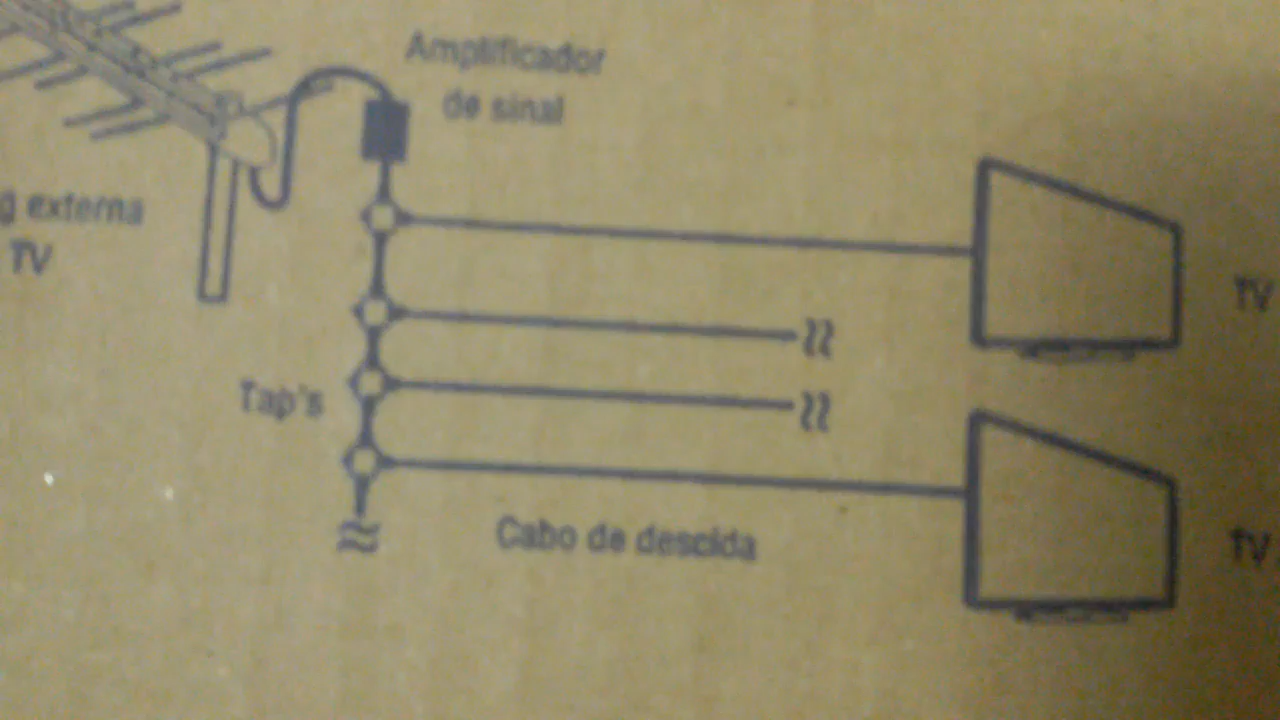 Amplificador
de sinal
g externa
TV
TV
Tap's
Cabo de descida
TV